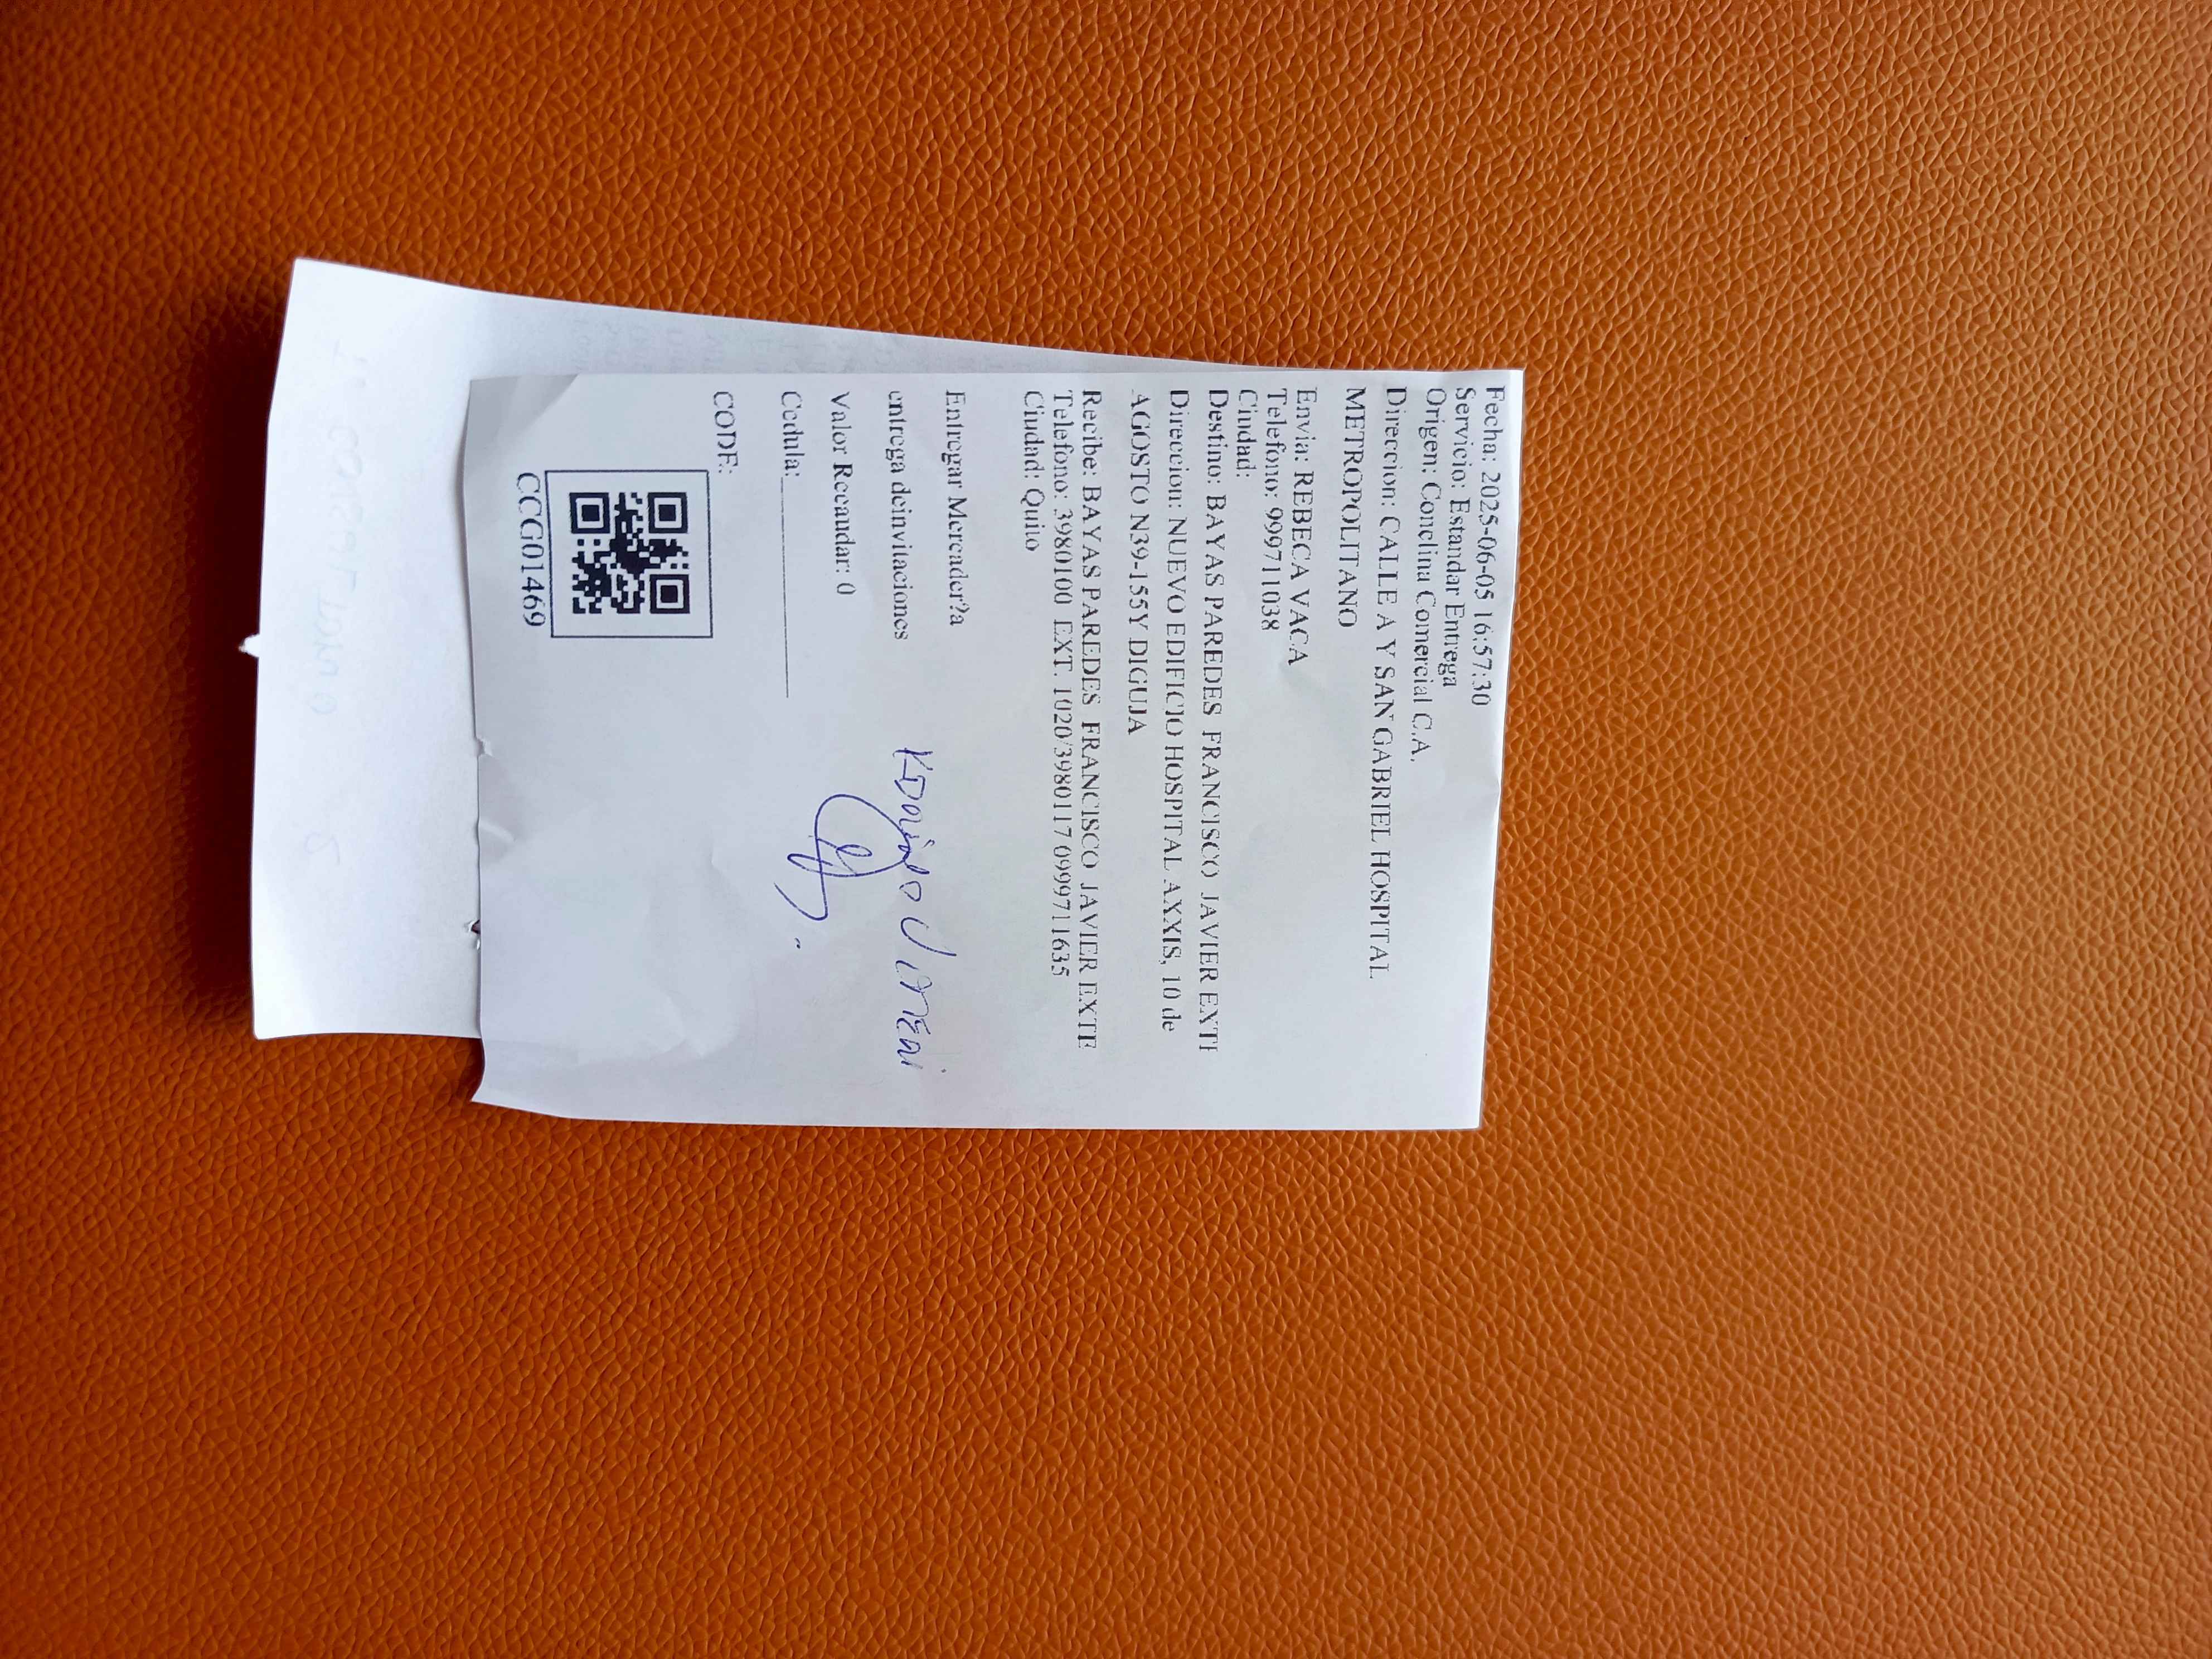 Fecha: 2025-06-05 16:57:30
Servicio: Estandar Entrega
Origen: Conclina Comercial C.A.
Direccion: CALLE A Y SAN GABRIEL HOSPITAL
METROPOLITANO
Envia: REBECA VACA
Telefono: 999711038
Ciudad:
Destino: BAYAS PAREDES FRANCISCO JAVIER EXTE
Direccion: NUEVO EDIFICIO HOSPITAL AXXIS, 10 de
AGOSTO N39-155Y DIGUJA
Recibe: BAYAS PAREDES FRANCISCO JAVIER EXTE
Telefono: 3980100 EXT. 1020/3980117 0999711635
Ciudad: Quito
Entregar Mercader?a
entrega deinvitaciones
Valor Recaudar: 0
Cedula:
CODE:
CCG01469